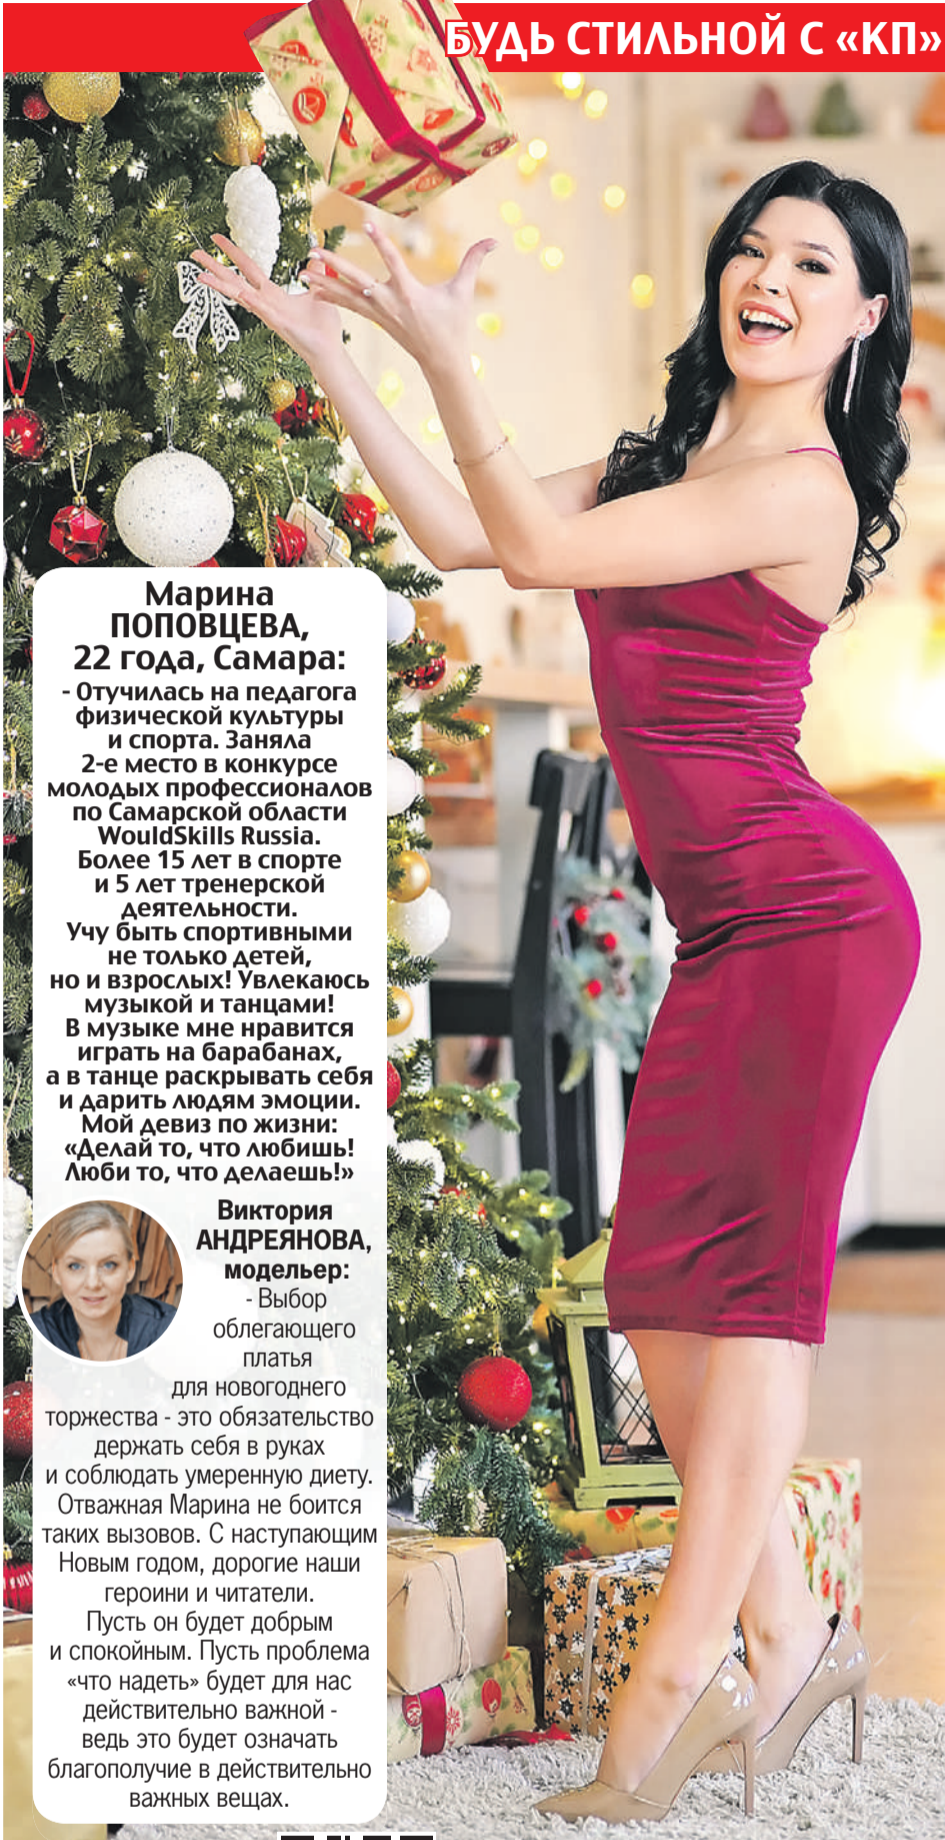 БУДЬ СТИЛЬНОЙ С «КП»
Марина
ПОПОВЦЕВА,
22 года, Самара:
- Отучилась на педагога
физической культуры
и спорта. Заняла
2-е место в конкурсе
молодых профессионалов
по Самарской области
WouldSkills Russia.
Более 15 лет в спорте
и 5 лет тренерской
деятельности.
Учу быть спортивными
не только детей,
но и взрослых! Увлекаюсь
музыкой и танцами!
В музыке мне нравится
играть на барабанах,
а в танце раскрывать себя
и дарить людям эмоции.
Мой девиз по жизни:
«Делай то, что любишь!
Люби то, что делаешь!»
Виктория
АНДРЕЯНОВА,
модельер:
- Выбор
облегающего
платья
для новогоднего
торжества - это обязательство
держать себя в руках
и соблюдать умеренную диету.
Отважная Марина не боится
таких вызовов. С наступающим
Новым годом, дорогие наши
героини и читатели.
Пусть он будет добрым
и спокойным. Пусть проблема
«что надеть» будет для нас
действительно важной -
ведь это будет означать
благополучие в действительно
важных вещах.